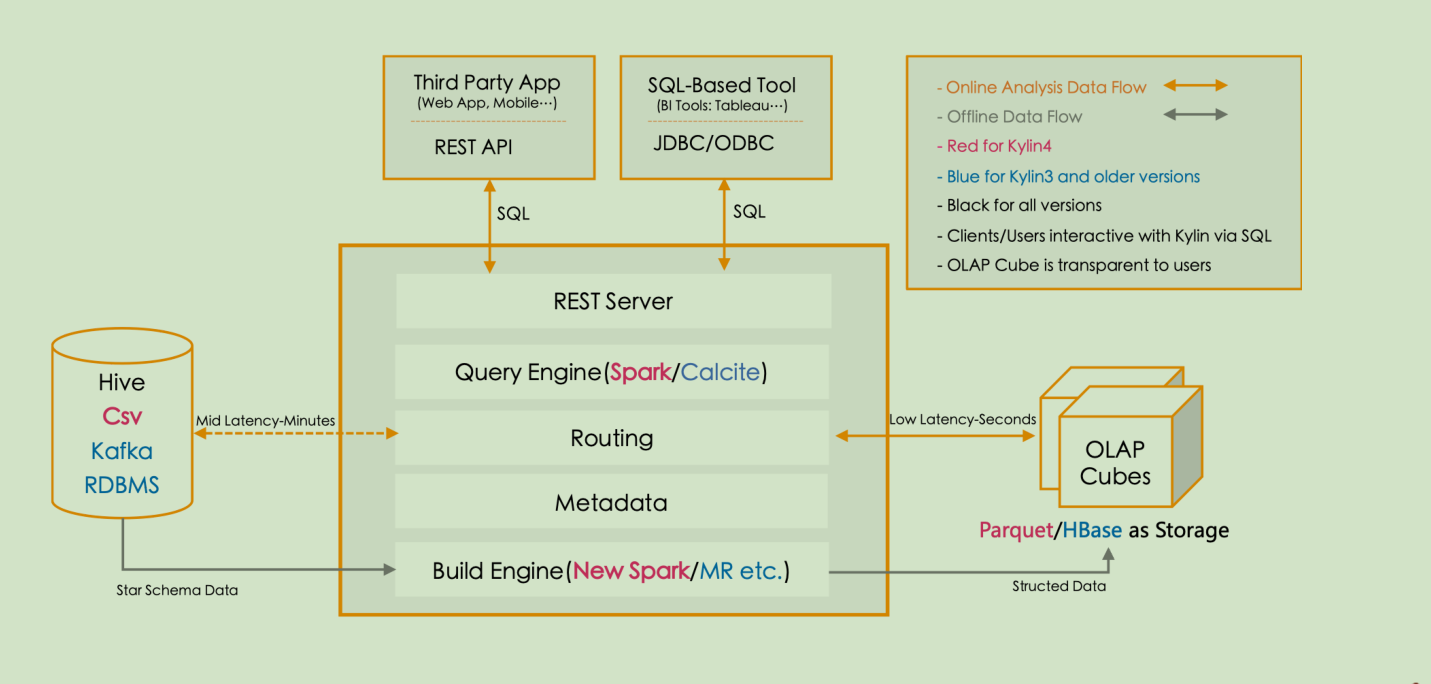 Third Party App
(Web App, Mobile···)
REST API
SQL-Based Tool
(BI Tools: Tableau···)
JDBC/ODBC
- Online Analysis Data Flow
- Offline Data Flow
- Red for Kylin4
- Blue for Kylin3 and older versions
- Black for all versions
- Clients/Users interactive with Kylin via SQL
- OLAP Cube is transparent to users
SQL
SQL
REST Server
Query Engine(Spark/Calcite)
Routing
Metadata
Build Engine(New Spark/MR etc.)
Hive
Csv
Kafka
RDBMS
Mid Latency-Minutes
Star Schema Data
Low Latency-Seconds
OLAP
Cubes
Parquet/HBase as Storage
Structed Data